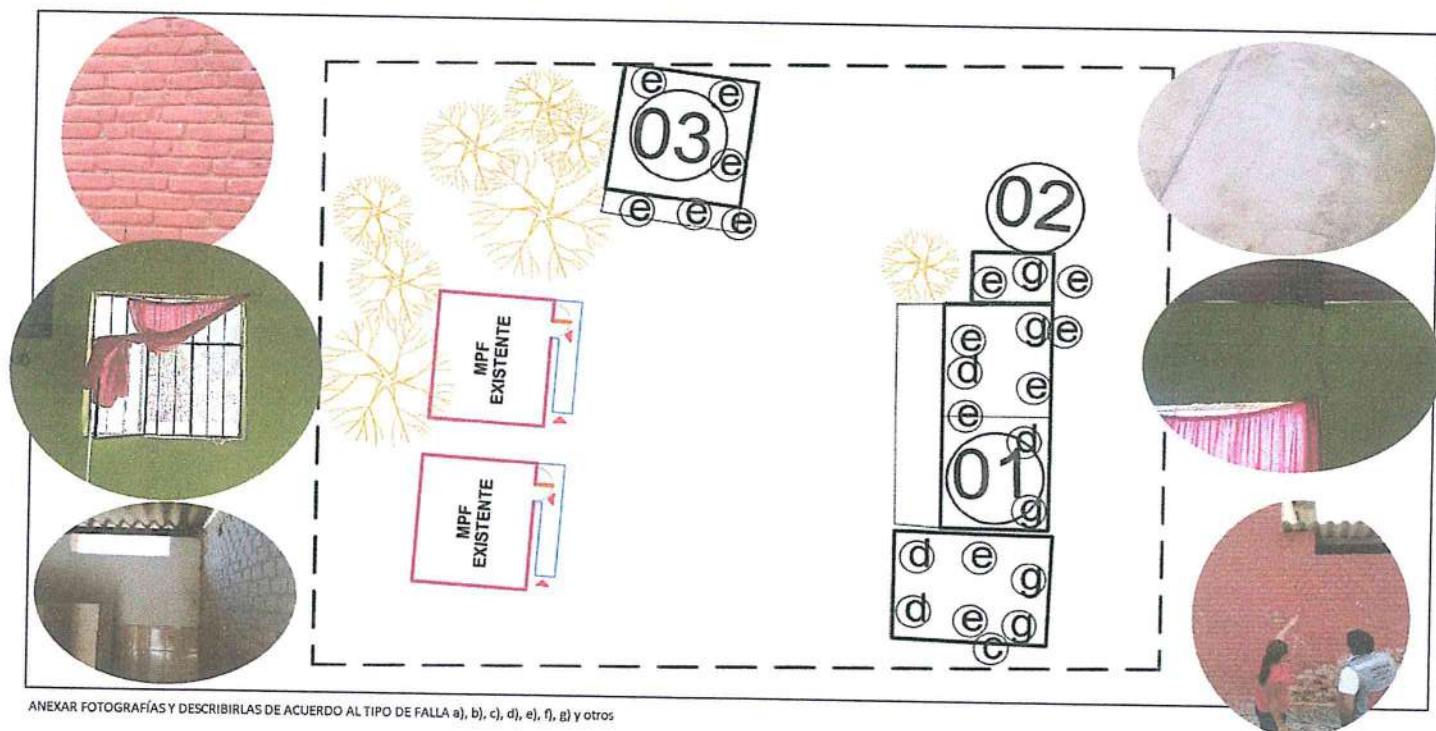 03
e
e
e
e
e
e
02
e
g
e
e
g
e
d
e
e
d
01
g
d
e
g
d
e
g
c
MPF
EXISTENTE
MPF
EXISTENTE
ANEXAR FOTOGRAFÍAS Y DESCRIBIRLAS DE ACUERDO AL TIPO DE FALLA a), b), c), d), e), f), g) y otros